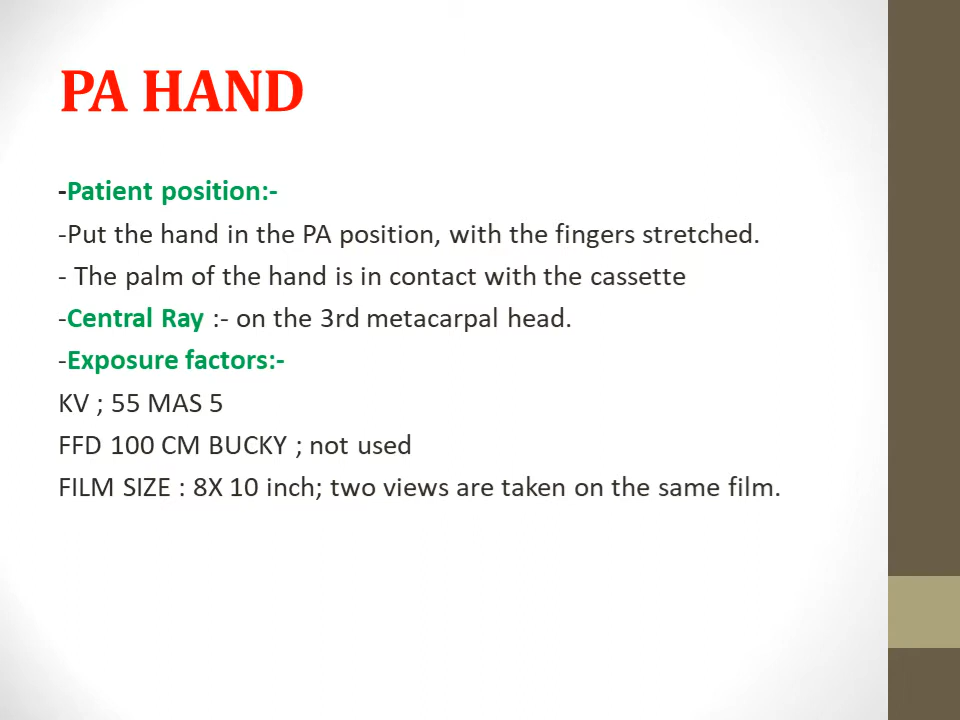 PA HAND
-Patient position:-
-Put the hand in the PA position, with the fingers stretched.
- The palm of the hand is in contact with the cassette
-Central Ray :- on the 3rd metacarpal head.
-Exposure factors:-
KV ; 55 MAS 5
FFD 100 CM BUCKY ; not used
FILM SIZE : 8X 10 inch; two views are taken on the same film.